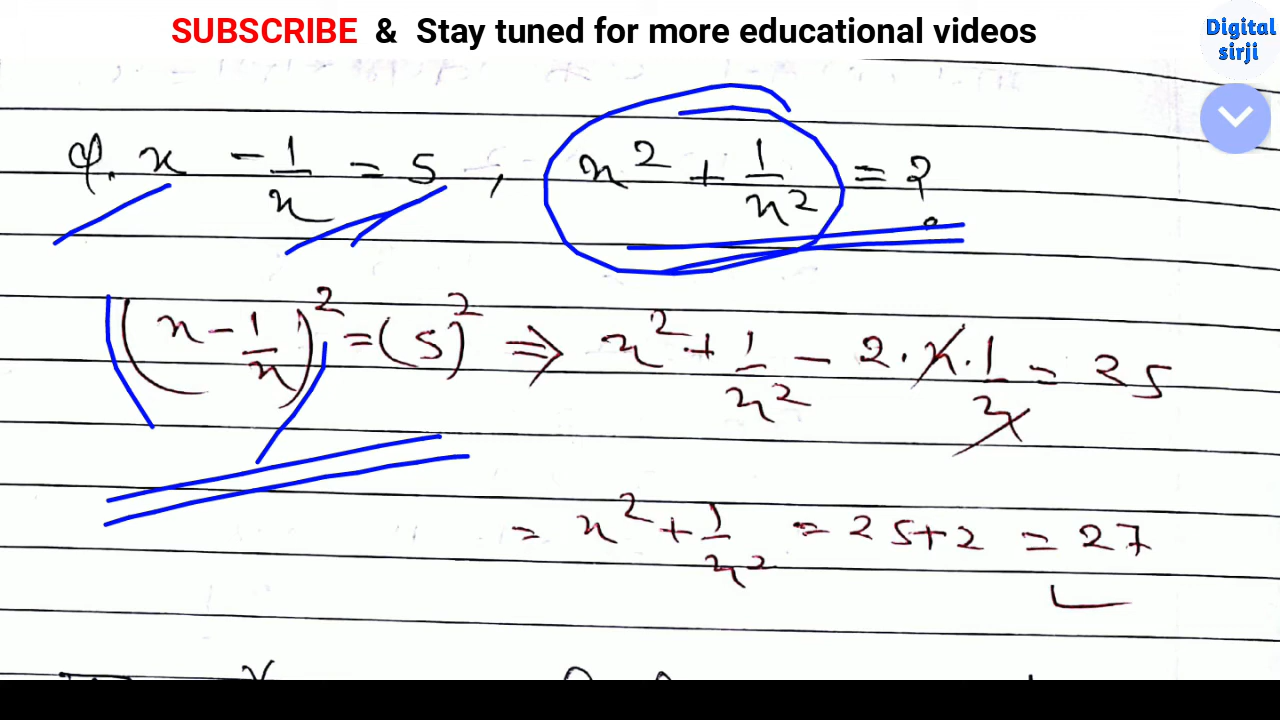 SUBSCRIBE & Stay tuned for more educational videos
Digital
sirji
φ. x - 1/x = 5 , x² + 1/x² = ?
(x - 1/x)² = (5)² ⇒ x² + 1/x² - 2 · x · 1/x = 25
= x² + 1/x² = 25+2 = 27